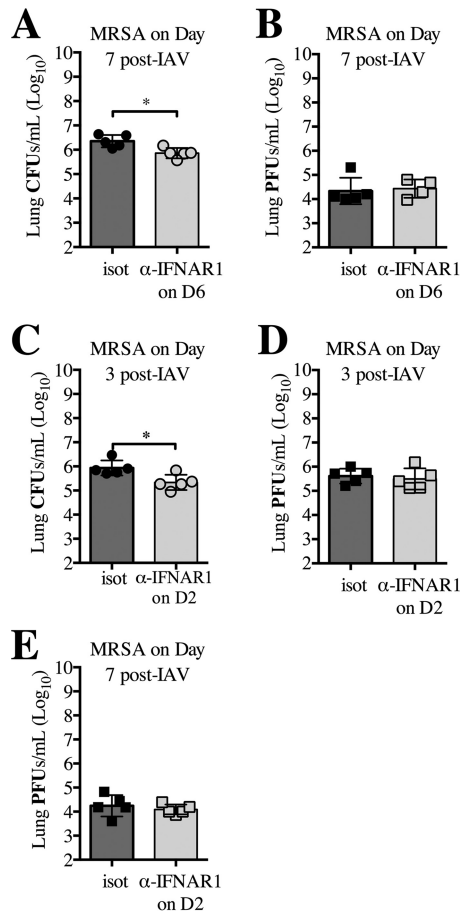 A
MRSA on Day
7 post-IAV
Lung CFUs/mL (Log10)
10
9
8
7
6
5
4
3
2
*
isot
α-IFNAR1
on D6
B
MRSA on Day
7 post-IAV
Lung PFUs/mL (Log10)
10
9
8
7
6
5
4
3
2
isot
α-IFNAR1
on D6
C
MRSA on Day
3 post-IAV
Lung CFUs/mL (Log10)
10
9
8
7
6
5
4
3
2
*
isot
α-IFNAR1
on D2
D
MRSA on Day
3 post-IAV
Lung PFUs/mL (Log10)
10
9
8
7
6
5
4
3
2
isot
α-IFNAR1
on D2
E
MRSA on Day
7 post-IAV
Lung PFUs/mL (Log10)
10
9
8
7
6
5
4
3
2
isot
α-IFNAR1
on D2